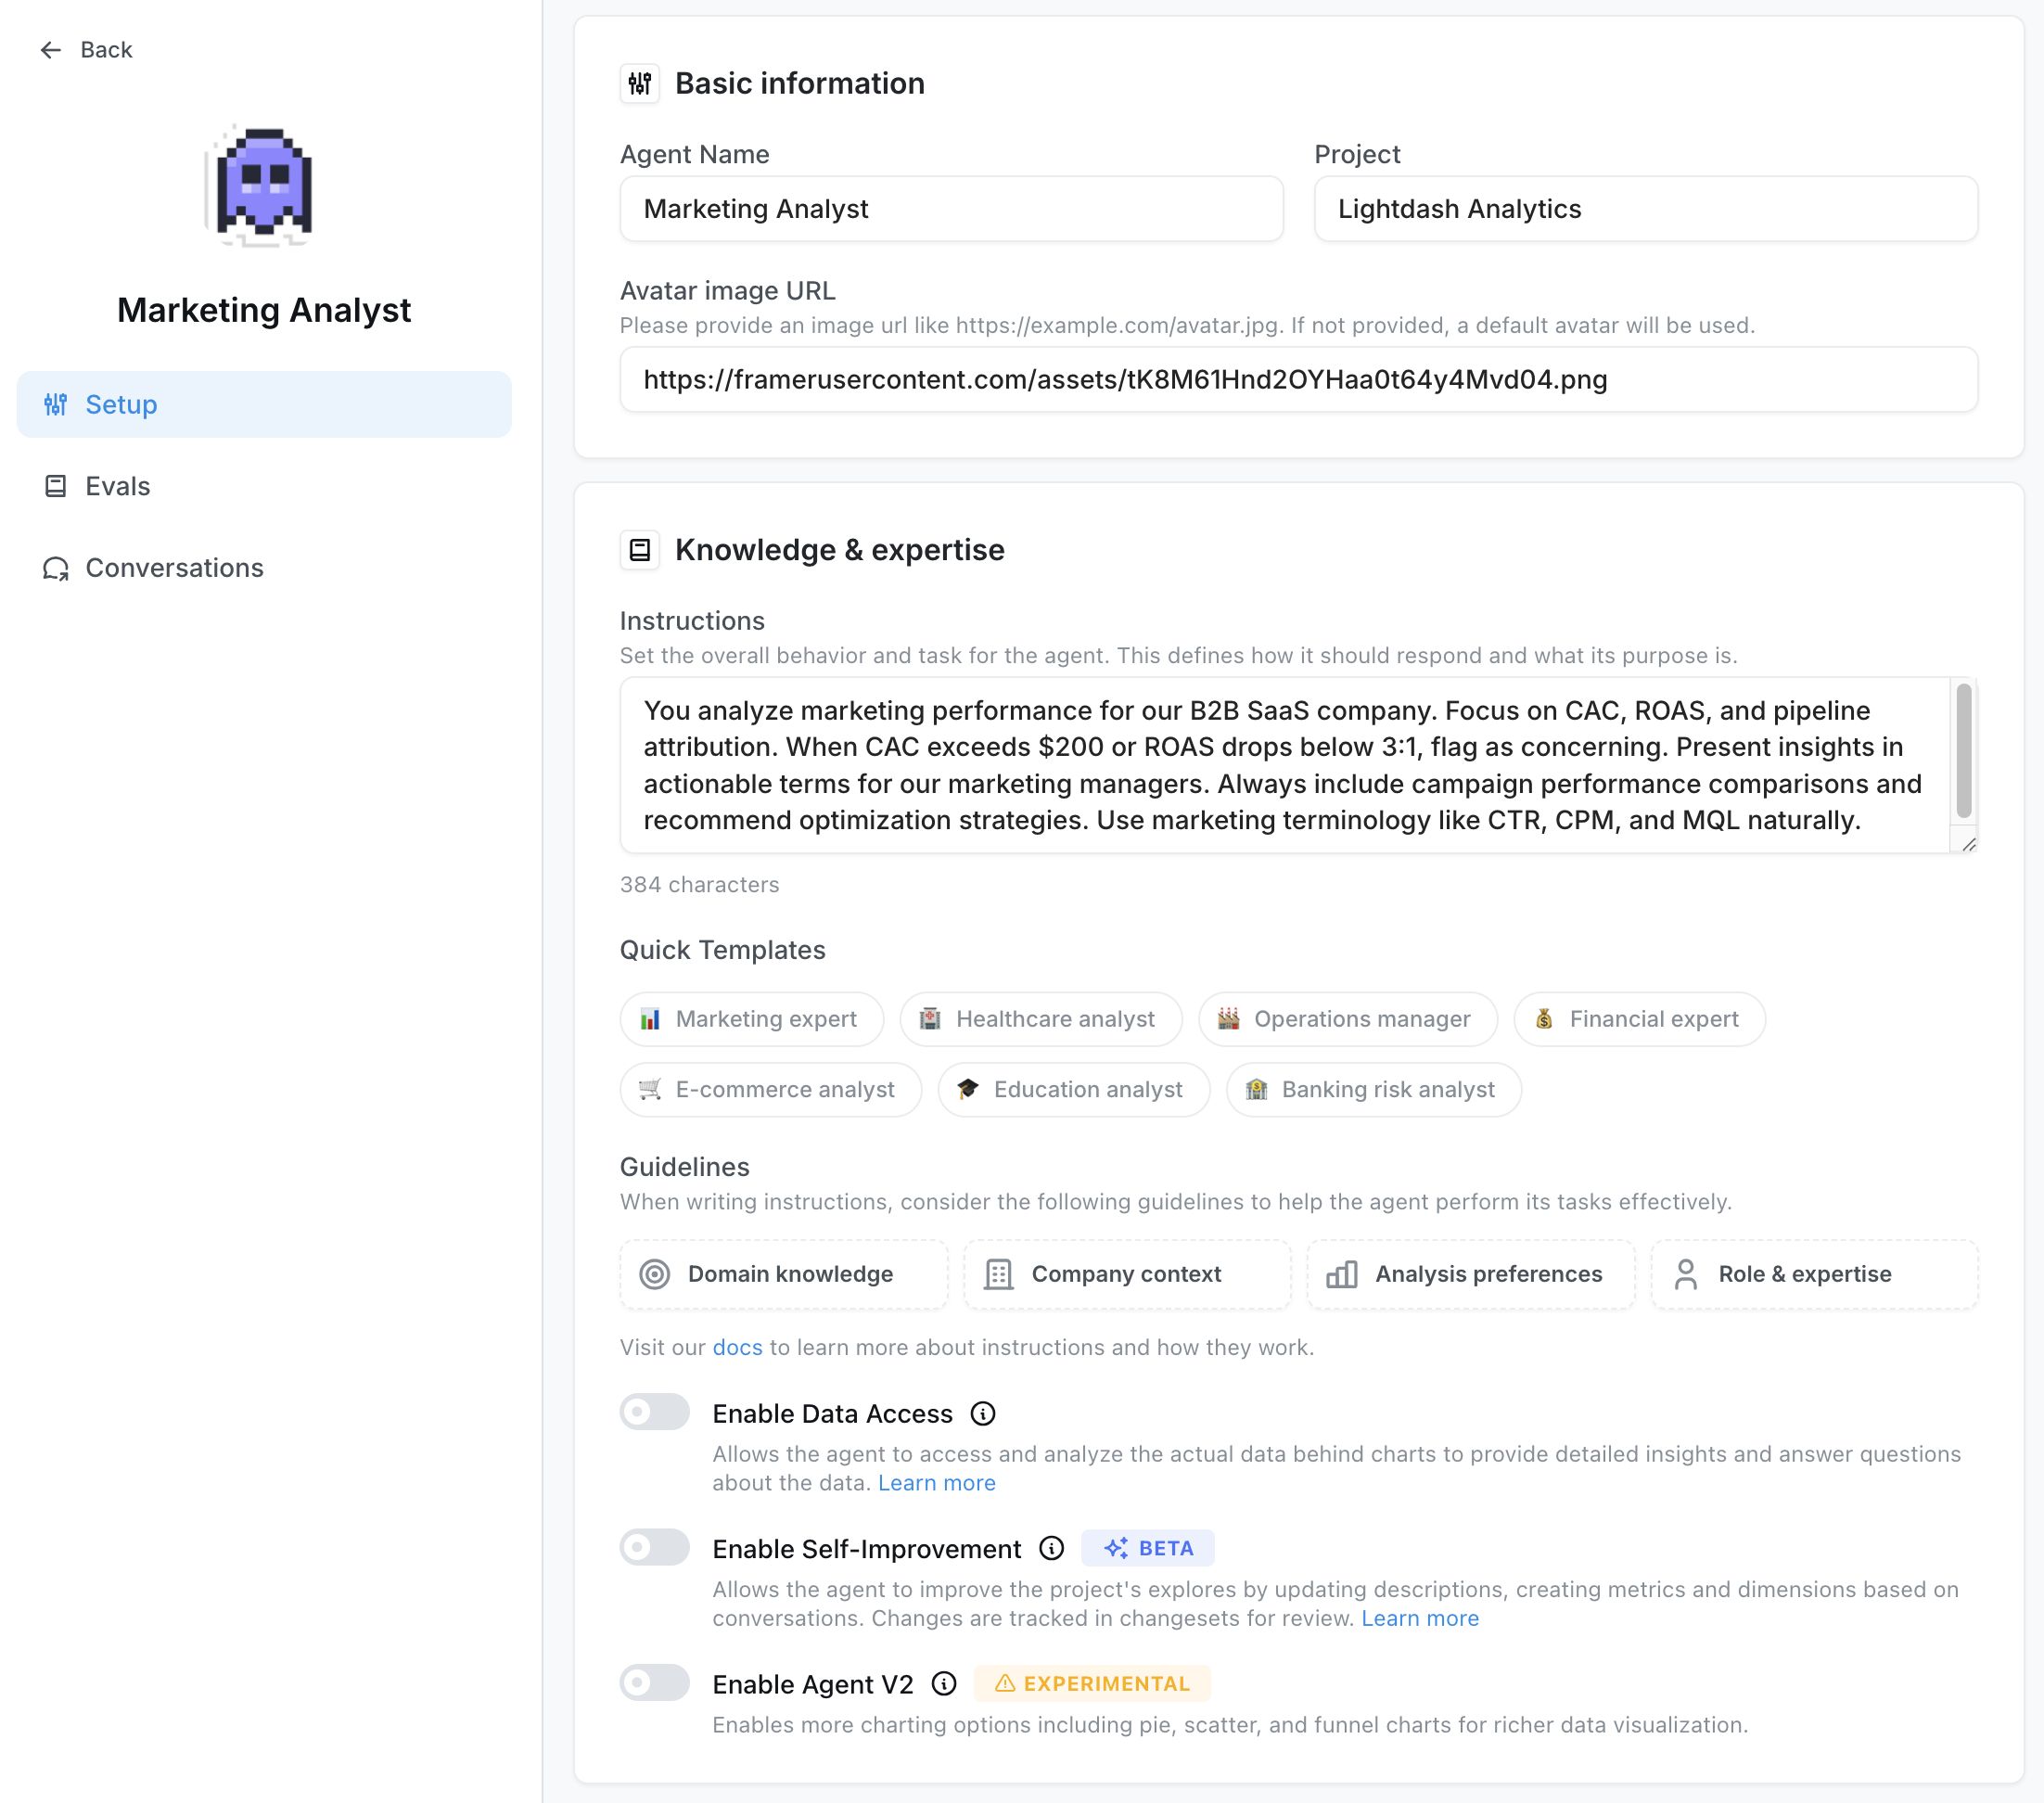 Back
Marketing Analyst
Setup
Evals
Conversations
Basic information
Agent Name
Marketing Analyst
Project
Lightdash Analytics
Avatar image URL
Please provide an image url like https://example.com/avatar.jpg. If not provided, a default avatar will be used.
https://framerusercontent.com/assets/tK8M61Hnd2OYHaa0t64y4Mvd04.png
Knowledge & expertise
Instructions
Set the overall behavior and task for the agent. This defines how it should respond and what its purpose is.
You analyze marketing performance for our B2B SaaS company. Focus on CAC, ROAS, and pipeline
attribution. When CAC exceeds $200 or ROAS drops below 3:1, flag as concerning. Present insights in
actionable terms for our marketing managers. Always include campaign performance comparisons and
recommend optimization strategies. Use marketing terminology like CTR, CPM, and MQL naturally.
384 characters
Quick Templates
Marketing expert
Healthcare analyst
Operations manager
Financial expert
E-commerce analyst
Education analyst
Banking risk analyst
Guidelines
When writing instructions, consider the following guidelines to help the agent perform its tasks effectively.
Domain knowledge
Company context
Analysis preferences
Role & expertise
Visit our docs to learn more about instructions and how they work.
Enable Data Access
Allows the agent to access and analyze the actual data behind charts to provide detailed insights and answer questions
about the data. Learn more
Enable Self-Improvement
BETA
Allows the agent to improve the project's explores by updating descriptions, creating metrics and dimensions based on
conversations. Changes are tracked in changesets for review. Learn more
Enable Agent V2
EXPERIMENTAL
Enables more charting options including pie, scatter, and funnel charts for richer data visualization.